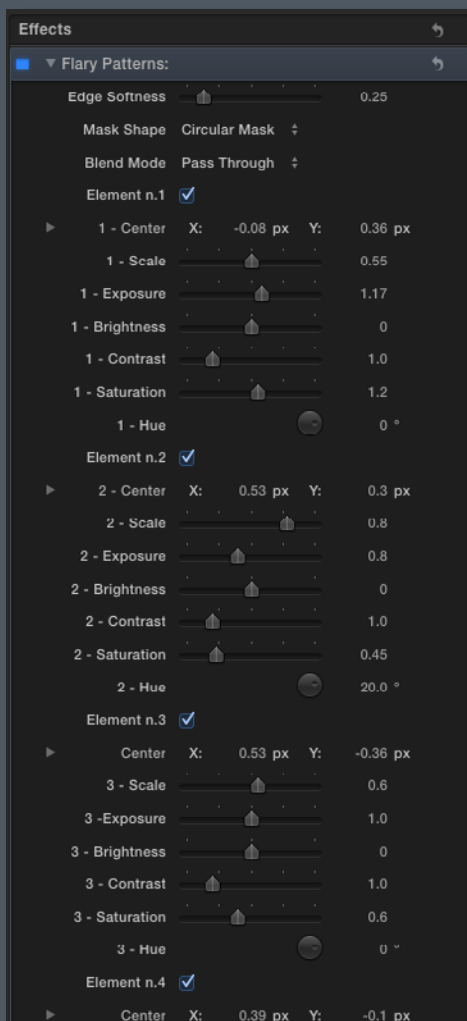 Effects
Flary Patterns:
Edge Softness 0.25
Mask Shape Circular Mask
Blend Mode Pass Through
Element n.1
1 - Center X: -0.08 px Y: 0.36 px
1 - Scale 0.55
1 - Exposure 1.17
1 - Brightness 0
1 - Contrast 1.0
1 - Saturation 1.2
1 - Hue 0 °
Element n.2
2 - Center X: 0.53 px Y: 0.3 px
2 - Scale 0.8
2 - Exposure 0.8
2 - Brightness 0
2 - Contrast 1.0
2 - Saturation 0.45
2 - Hue 20.0 °
Element n.3
Center X: 0.53 px Y: -0.36 px
3 - Scale 0.6
3 -Exposure 1.0
3 - Brightness 0
3 - Contrast 1.0
3 - Saturation 0.6
3 - Hue 0 °
Element n.4
Center X: 0.39 px Y: -0.1 px